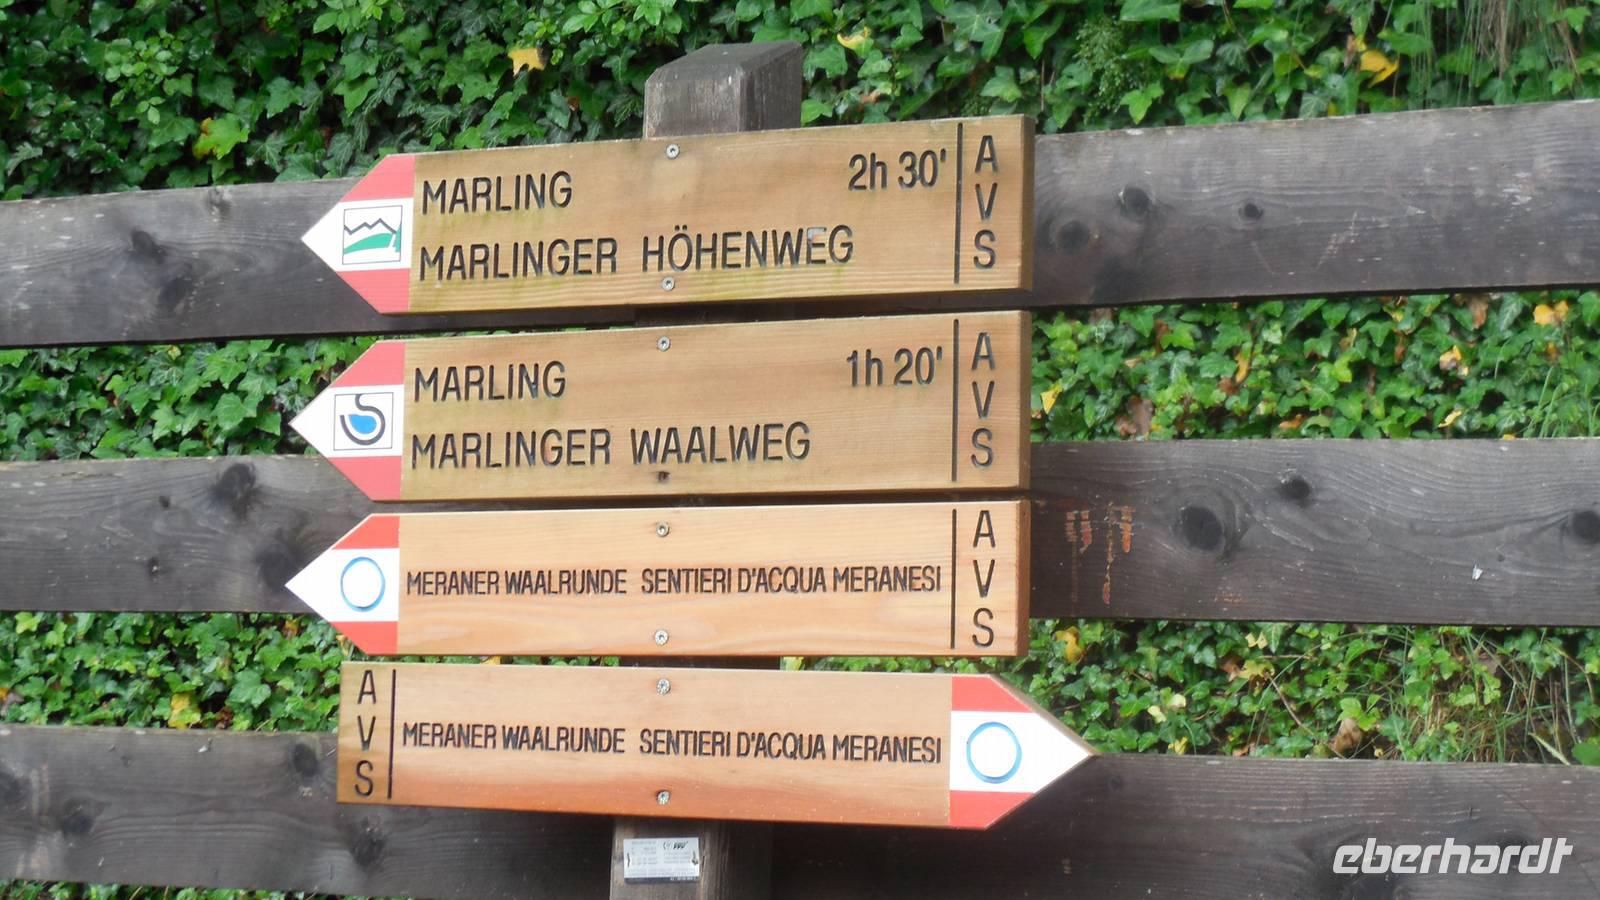 MARLING 2h 30'
MARLINGER HÖHENWEG
AVS
MARLING 1h 20'
MARLINGER WAALWEG
AVS
MERANER WAALRUNDE SENTIERI D'ACQUA MERANESI
AVS
AVS
MERANER WAALRUNDE SENTIERI D'ACQUA MERANESI
eberhardt